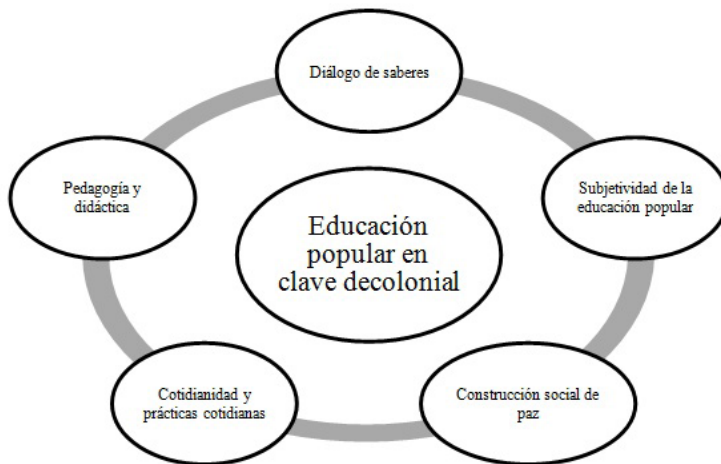 Diálogo de saberes
Pedagogía y
didáctica
Subjetividad de la
educación popular
Educación
popular en
clave decolonial
Cotidianidad y
prácticas cotidianas
Construcción social de
paz